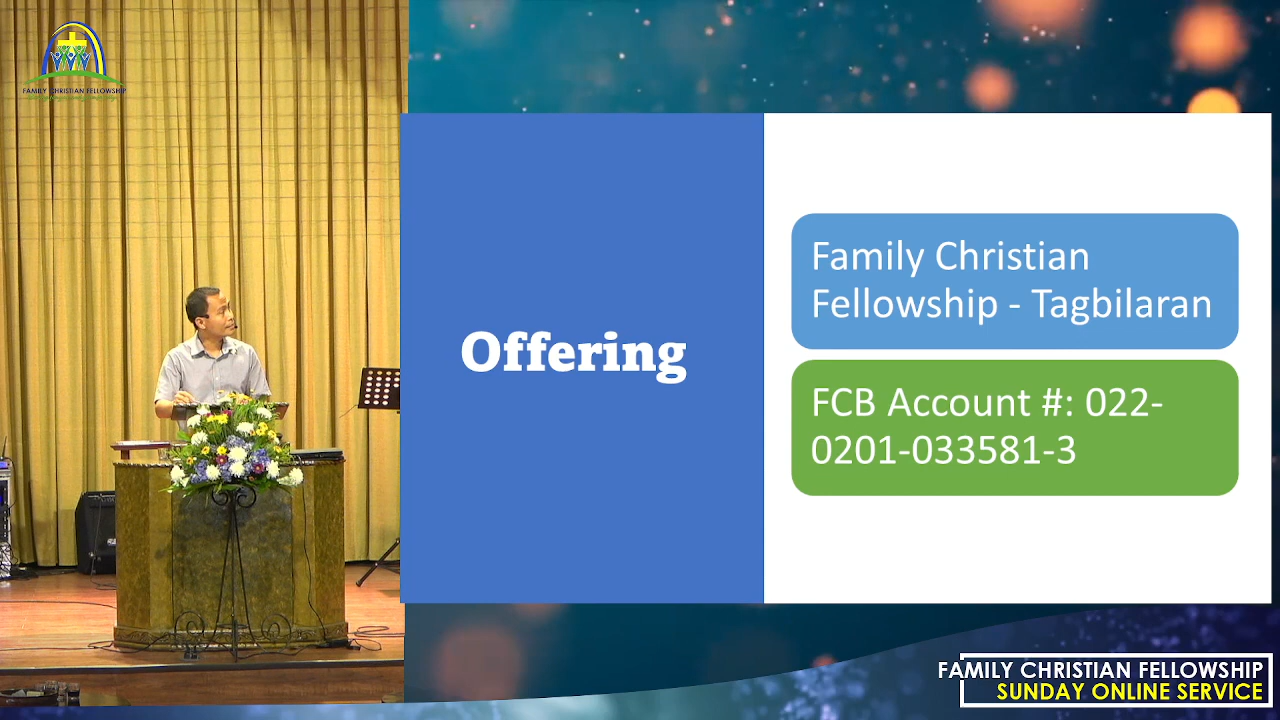 FAMILY CHRISTIAN FELLOWSHIP
Offering
Family Christian
Fellowship - Tagbilaran
FCB Account #: 022-
0201-033581-3
FAMILY CHRISTIAN FELLOWSHIP
SUNDAY ONLINE SERVICE